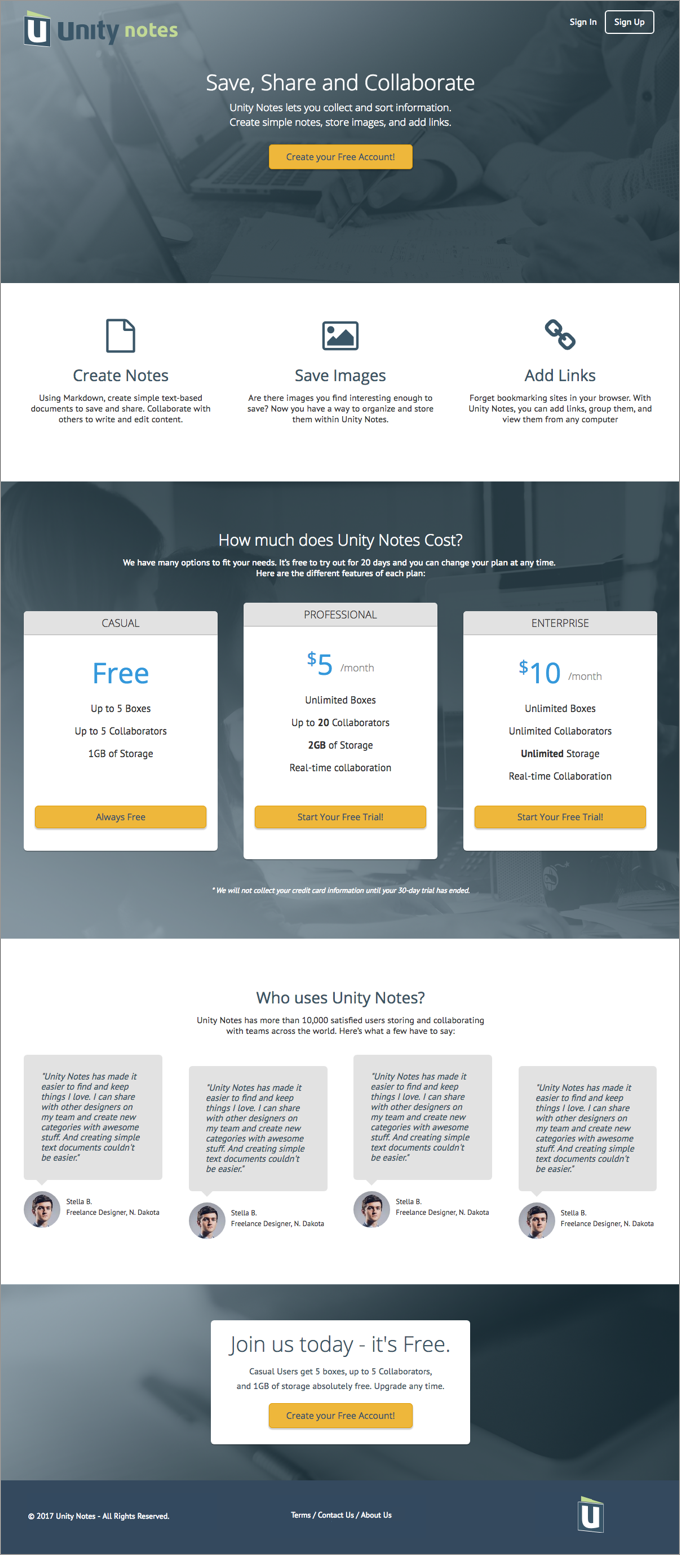 Unity notes
Sign In
Sign Up
Save, Share and Collaborate
Unity Notes lets you collect and sort information.
Create simple notes, store images, and add links.
Create your Free Account!
Create Notes
Using Markdown, create simple text-based
documents to save and share. Collaborate with
others to write and edit content.
Save Images
Are there images you find interesting enough to
save? Now you have a way to organize and store
them within Unity Notes.
Add Links
Forget bookmarking sites in your browser. With
Unity Notes, you can add links, group them, and
view them from any computer
How much does Unity Notes Cost?
We have many options to fit your needs. It's free to try out for 20 days and you can change your plan at any time.
Here are the different features of each plan:
CASUAL
Free
Up to 5 Boxes
Up to 5 Collaborators
1GB of Storage
Always Free
PROFESSIONAL
$5 /month
Unlimited Boxes
Up to 20 Collaborators
2GB of Storage
Real-time collaboration
Start Your Free Trial!
ENTERPRISE
$10 /month
Unlimited Boxes
Unlimited Collaborators
Unlimited Storage
Real-time Collaboration
Start Your Free Trial!
* We will not collect your credit card information until your 30-day trial has ended.
Who uses Unity Notes?
Unity Notes has more than 10,000 satisfied users storing and collaborating
with teams across the world. Here's what a few have to say:
"Unity Notes has made it
easier to find and keep
things I love. I can share
with other designers on
my team and create new
categories with awesome
stuff. And creating simple
text documents couldn't
be easier."
Stella B.
Freelance Designer, N. Dakota
"Unity Notes has made it
easier to find and keep
things I love. I can share
with other designers on
my team and create new
categories with awesome
stuff. And creating simple
text documents couldn't
be easier."
Stella B.
Freelance Designer, N. Dakota
"Unity Notes has made it
easier to find and keep
things I love. I can share
with other designers on
my team and create new
categories with awesome
stuff. And creating simple
text documents couldn't
be easier."
Stella B.
Freelance Designer, N. Dakota
"Unity Notes has made it
easier to find and keep
things I love. I can share
with other designers on
my team and create new
categories with awesome
stuff. And creating simple
text documents couldn't
be easier."
Stella B.
Freelance Designer, N. Dakota
Join us today - it's Free.
Casual Users get 5 boxes, up to 5 Collaborators,
and 1GB of storage absolutely free. Upgrade any time.
Create your Free Account!
© 2017 Unity Notes - All Rights Reserved.
Terms / Contact Us / About Us
U